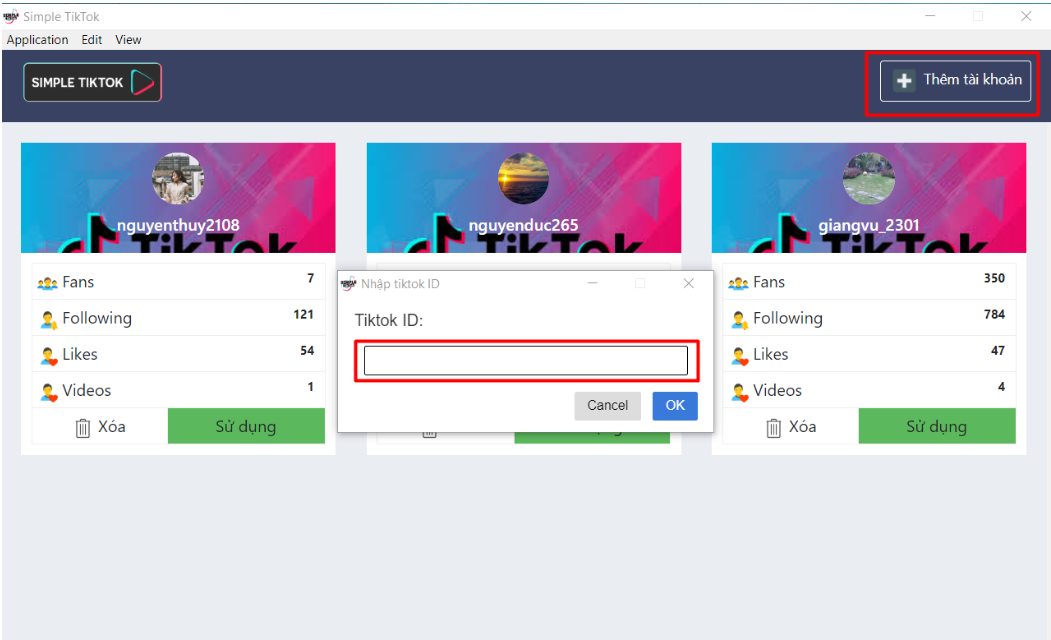 Simple TikTok
Application Edit View
SIMPLE TIKTOK
Thêm tài khoản
nguyenthuy2108
TikTok
nguyenduc265
TikTok
giangvu_2301
TikTok
Fans 7
Following 121
Likes 54
Videos 1
Xóa Sử dụng
Nhập tiktok ID
Tiktok ID:
Cancel OK
Fans 350
Following 784
Likes 47
Videos 4
Xóa Sử dụng